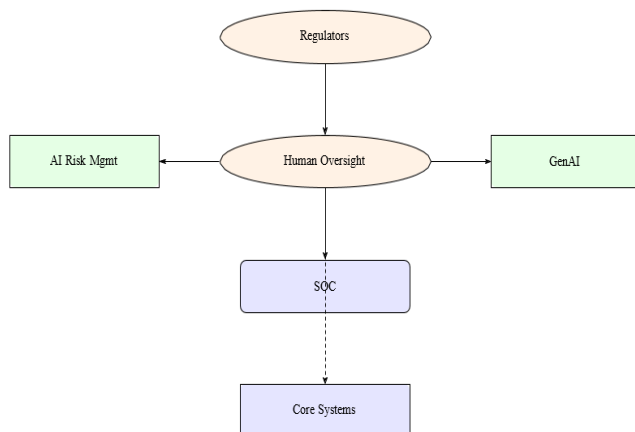 Regulators
AI Risk Mgmt
Human Oversight
GenAI
SOC
Core Systems